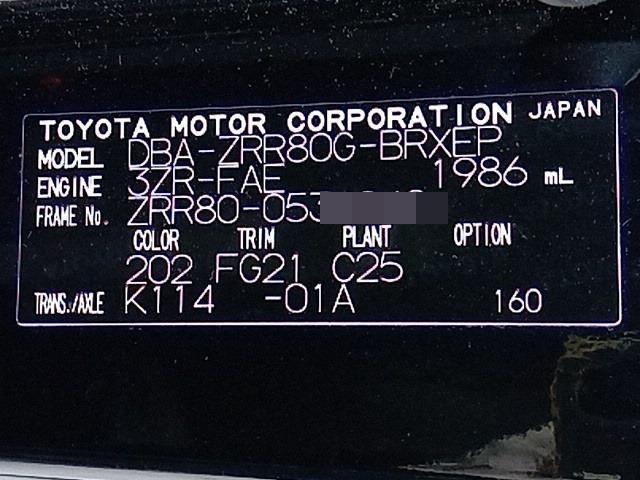 TOYOTA MOTOR CORPORATION JAPAN
MODEL DBA-ZRR80G-BRXEP
ENGINE 3ZR-FAE 1986 mL
FRAME No. ZRR80-053
COLOR TRIM PLANT OPTION
202 FG21 C25
TRANS./AXLE K114 -01A 160